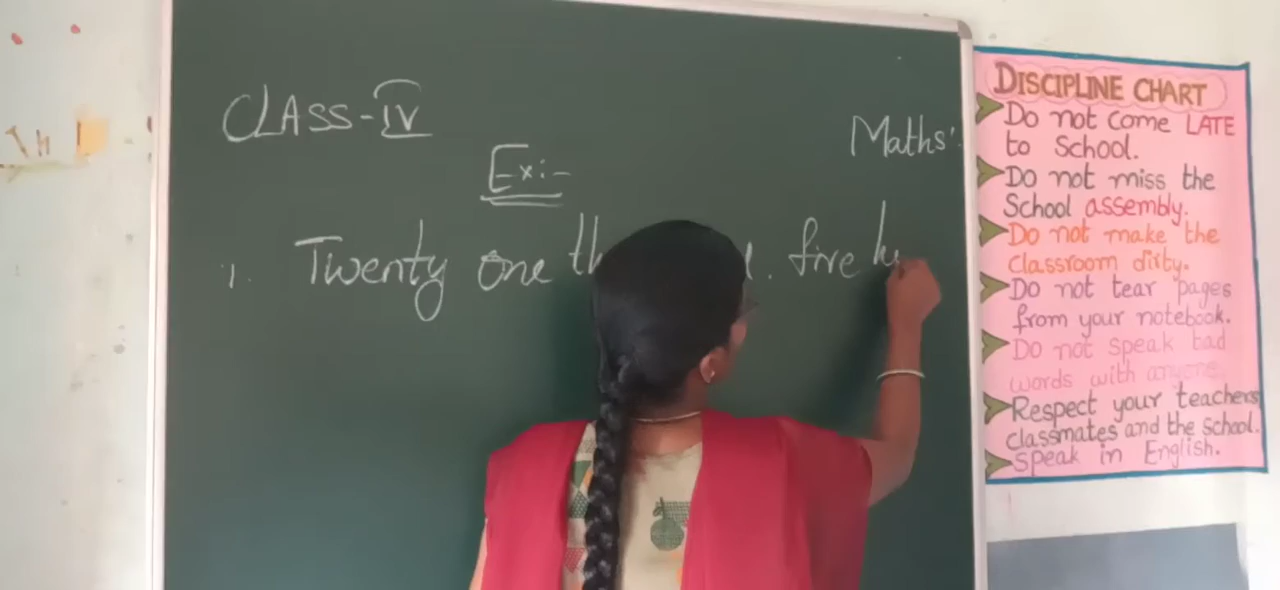 CLASS-IV
Maths:
Ex:-
1. Twenty One five
DISCIPLINE CHART
Do not come LATE
to School.
Do not miss the
School assembly.
Do not make the
classroom dirty.
Do not tear pages
from your notebook.
Do not speak bad
words with anyone
Respect your teachers
classmates and the school.
Speak in English.